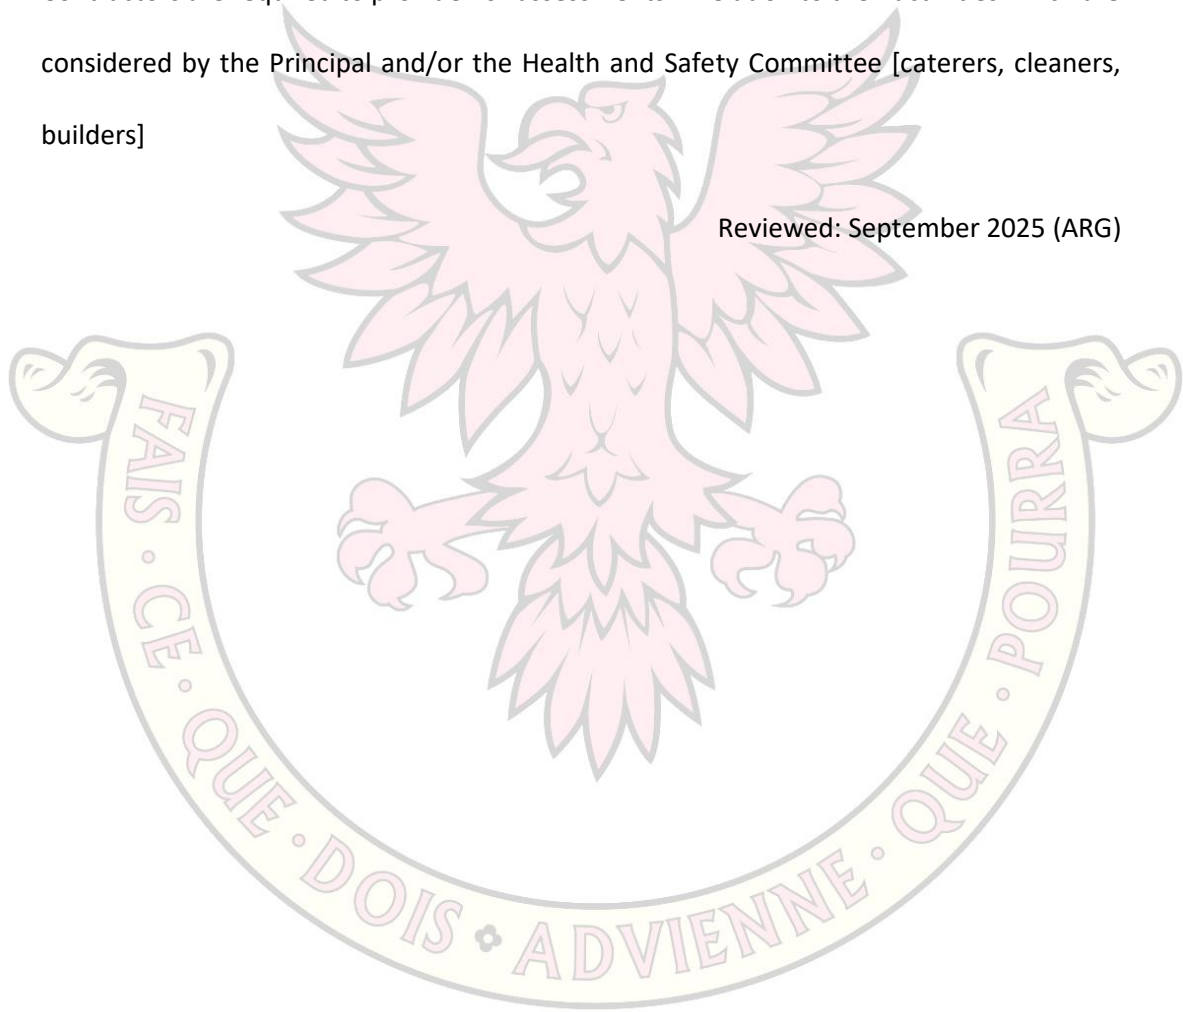 considered by the Principal and/or the Health and Safety Committee [caterers, cleaners,
builders]
Reviewed: September 2025 (ARG)
FAIS · CE · QUE · DOIS · ADVIENNE · QUE · POURRA